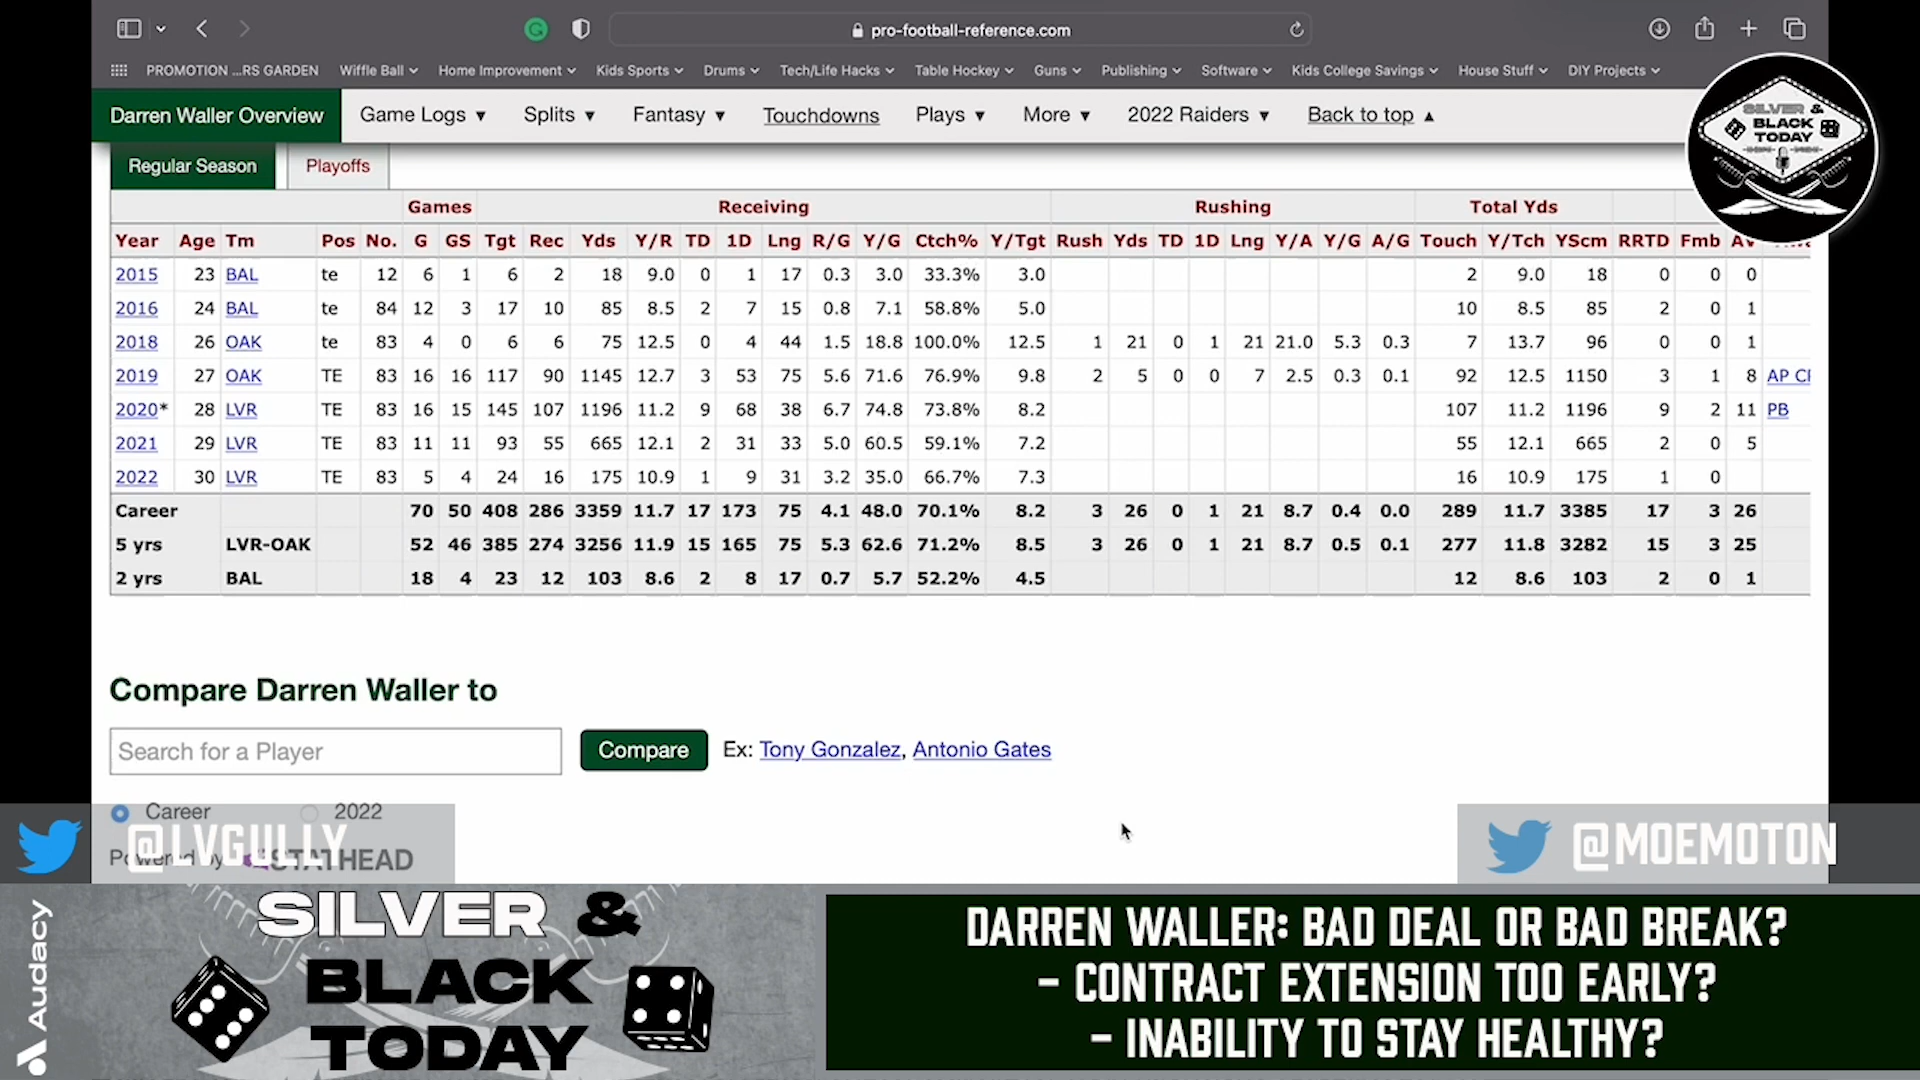 pro-football-reference.com
PROMOTION ...RS GARDEN Wiffle Ball Home Improvement Kids Sports Drums Tech/Life Hacks Table Hockey Guns Publishing Software Kids College Savings House Stuff DIY Projects
Darren Waller Overview Game Logs ▼ Splits ▼ Fantasy ▼ Touchdowns Plays ▼ More ▼ 2022 Raiders ▼ Back to top ▲
SILVER &
BLACK
TODAY
Regular Season Playoffs
Games Receiving Rushing Total Yds
Year Age Tm Pos No. G GS Tgt Rec Yds Y/R TD 1D Lng R/G Y/G Ctch% Y/Tgt Rush Yds TD 1D Lng Y/A Y/G A/G Touch Y/Tch YScm RRTD Fmb AV
2015 23 BAL te 12 6 1 6 2 18 9.0 0 1 17 0.3 3.0 33.3% 3.0 2 9.0 18 0 0 0
2016 24 BAL te 84 12 3 17 10 85 8.5 2 7 15 0.8 7.1 58.8% 5.0 10 8.5 85 2 0 1
2018 26 OAK te 83 4 0 6 6 75 12.5 0 4 44 1.5 18.8 100.0% 12.5 1 21 0 1 21 21.0 5.3 0.3 7 13.7 96 0 0 1
2019 27 OAK TE 83 16 16 117 90 1145 12.7 3 53 75 5.6 71.6 76.9% 9.8 2 5 0 0 7 2.5 0.3 0.1 92 12.5 1150 3 1 8 AP CF
2020* 28 LVR TE 83 16 15 145 107 1196 11.2 9 68 38 6.7 74.8 73.8% 8.2 107 11.2 1196 9 2 11 PB
2021 29 LVR TE 83 11 11 93 55 665 12.1 2 31 33 5.0 60.5 59.1% 7.2 55 12.1 665 2 0 5
2022 30 LVR TE 83 5 4 24 16 175 10.9 1 9 31 3.2 35.0 66.7% 7.3 16 10.9 175 1 0
Career 70 50 408 286 3359 11.7 17 173 75 4.1 48.0 70.1% 8.2 3 26 0 1 21 8.7 0.4 0.0 289 11.7 3385 17 3 26
5 yrs LVR-OAK 52 46 385 274 3256 11.9 15 165 75 5.3 62.6 71.2% 8.5 3 26 0 1 21 8.7 0.5 0.1 277 11.8 3282 15 3 25
2 yrs BAL 18 4 23 12 103 8.6 2 8 17 0.7 5.7 52.2% 4.5 12 8.6 103 2 0 1
Compare Darren Waller to
Search for a Player Compare Ex: Tony Gonzalez, Antonio Gates
Career 2022
Powered by STATHEAD
@LVGULLY
@MOEMOTON
Audacy
SILVER &
BLACK
TODAY
DARREN WALLER: BAD DEAL OR BAD BREAK?
- CONTRACT EXTENSION TOO EARLY?
- INABILITY TO STAY HEALTHY?